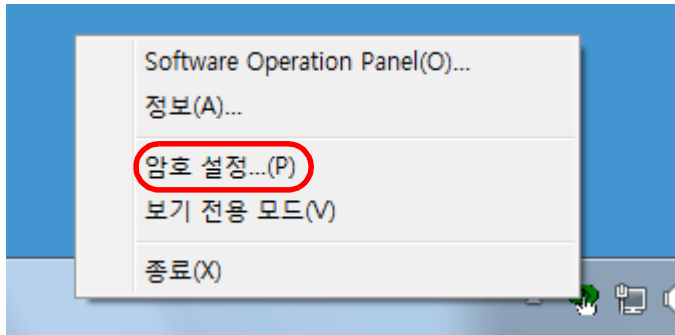 Software Operation Panel(O)...
정보(A)...
암호 설정...(P)
보기 전용 모드(V)
종료(X)